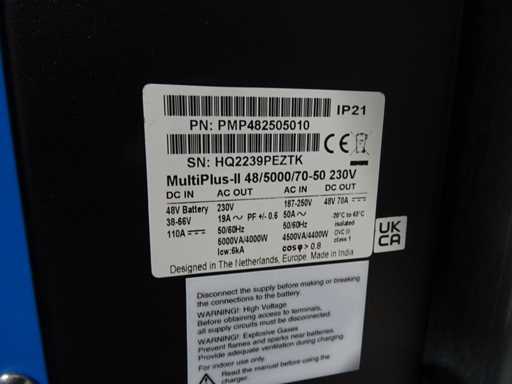 IP21
PN: PMP482505010
SN: HQ2239PEZTK
MultiPlus-II 48/5000/70-50 230V
DC IN AC OUT AC IN DC OUT
48V Battery 230V 187-250V 48V 70A
38-66V 19A ~ PF +/- 0.6 50A ~ -20°C to 63°C
110A 50/60Hz 50/60Hz isolated
5000VA/4000W 4500VA/4400W OVC II
Icw:6kA cosφ > 0.8 class 1
Designed in The Netherlands, Europe. Made in India
CE
UK
CA
Disconnect the supply before making or breaking
the connections to the battery.
WARNING! High Voltage
Before obtaining access to terminals,
all supply circuits must be disconnected.
WARNING! Explosive Gases
Prevent flames and sparks near batteries.
Provide adequate ventilation during charging.
For indoor use only.
Read the manual before using the
charger.